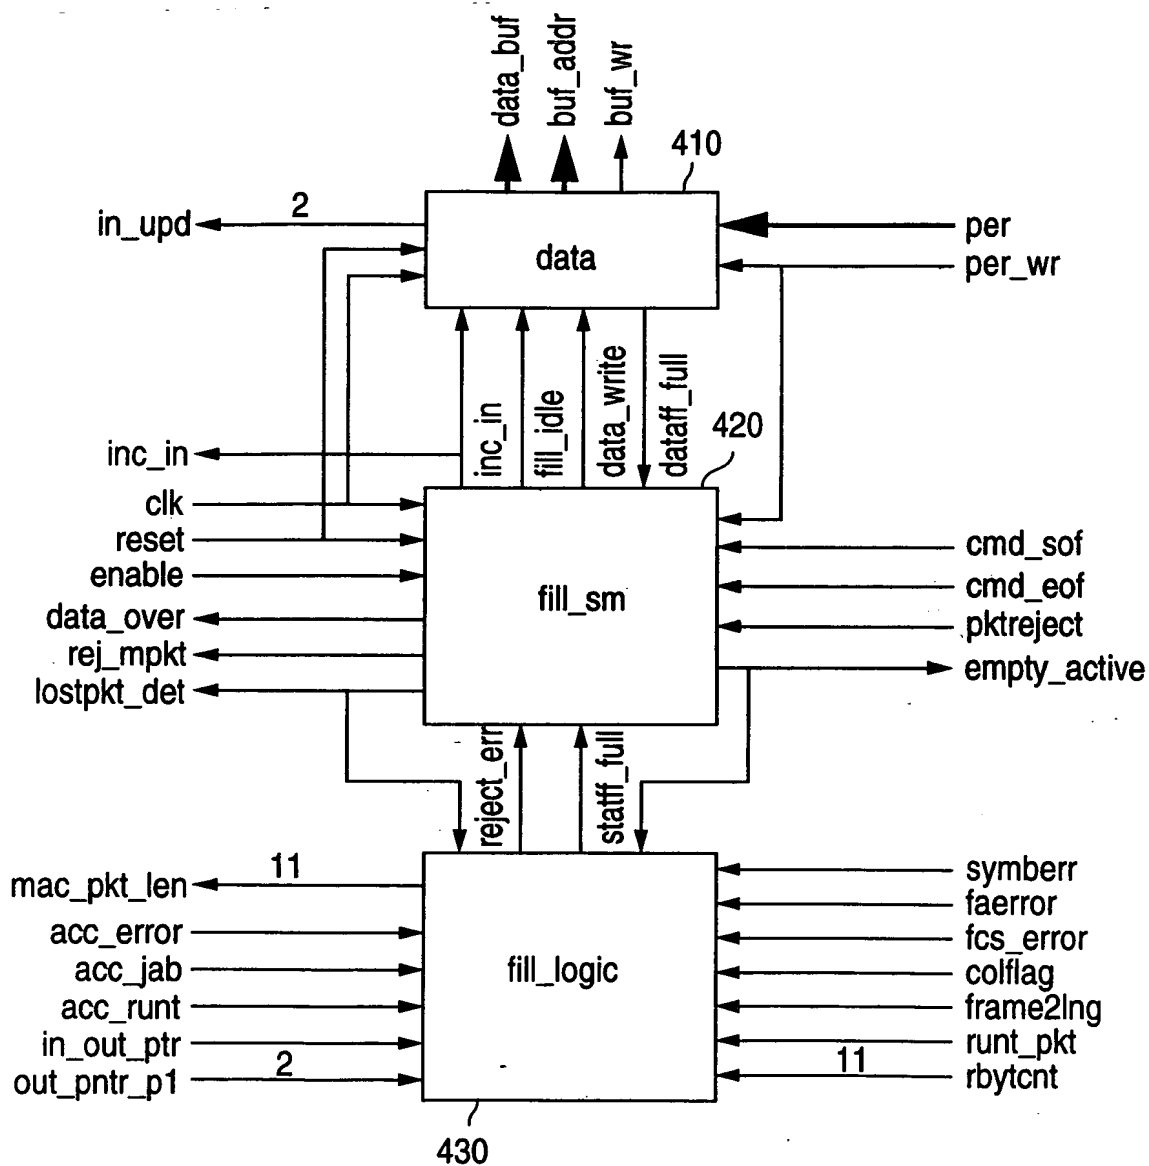 data_buf
buf_addr
buf_wr
410
in_upd
2
per
data
per_wr
inc_in
fill_idle
data_write
dataff_full
420
inc_in
clk
reset
enable
data_over
rej_mpkt
lostpkt_det
fill_sm
cmd_sof
cmd_eof
pktreject
empty_active
reject_err
statff_full
mac_pkt_len
11
acc_error
acc_jab
acc_runt
in_out_ptr
out_pntr_p1
2
fill_logic
symberr
faerror
fcs_error
colflag
frame2lng
runt_pkt
11
rbytcnt
430